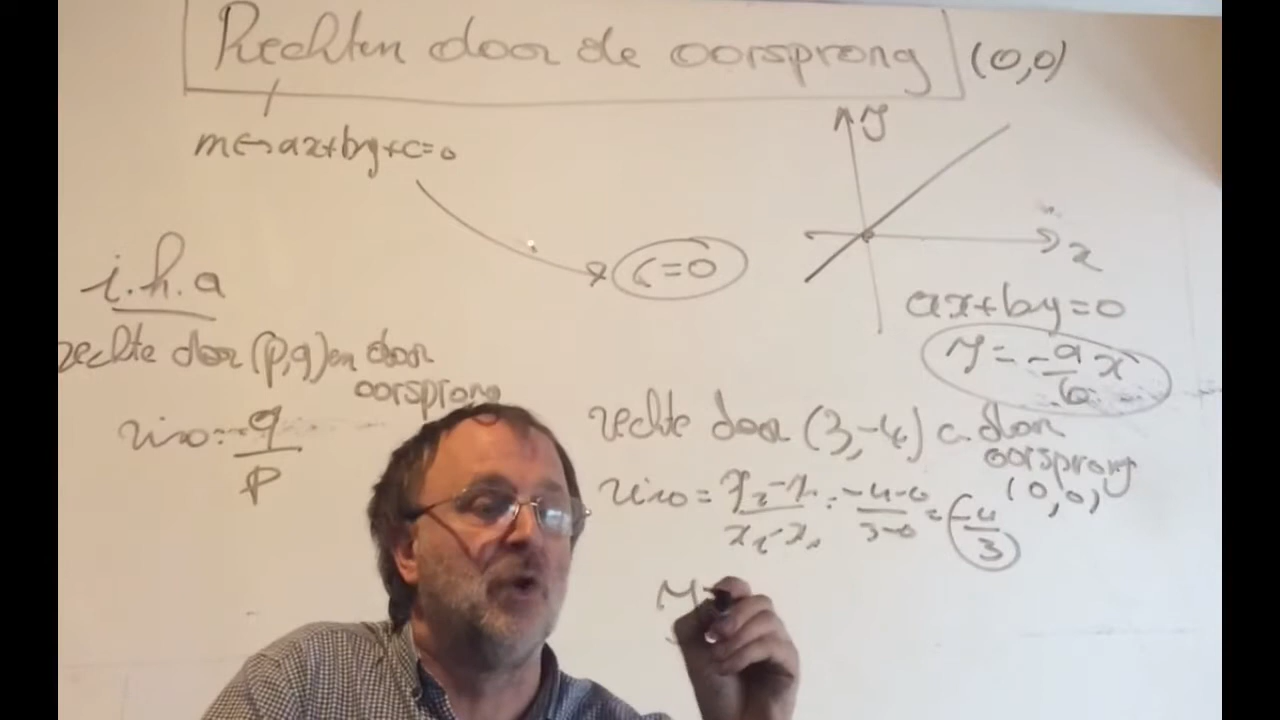 Rechten door de oorsprong (0,0)
m↔ax+by+c=0
y
x
c=0
i.h.a
rechte door (p,q) en door
oorsprong
rico = q/p
ax+by=0
y = -a/b x
rechte door (3,-4) en door
oorsprong
(0,0)
rico = y₂-y₁/x₂-x₁ = -4-0/3-0 = -4/3
y=